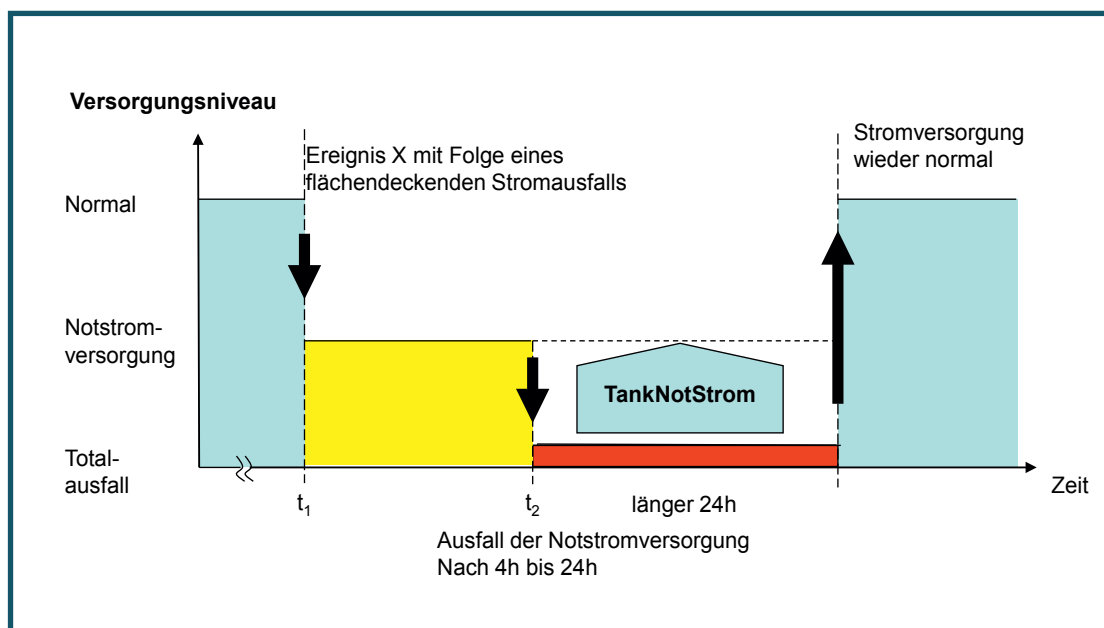 Versorgungsniveau
Ereignis X mit Folge eines
flächendeckenden Stromausfalls
Stromversorgung
wieder normal
Normal
Notstrom-
versorgung
TankNotStrom
Total-
ausfall
Zeit
t₁
t₂
länger 24h
Ausfall der Notstromversorgung
Nach 4h bis 24h